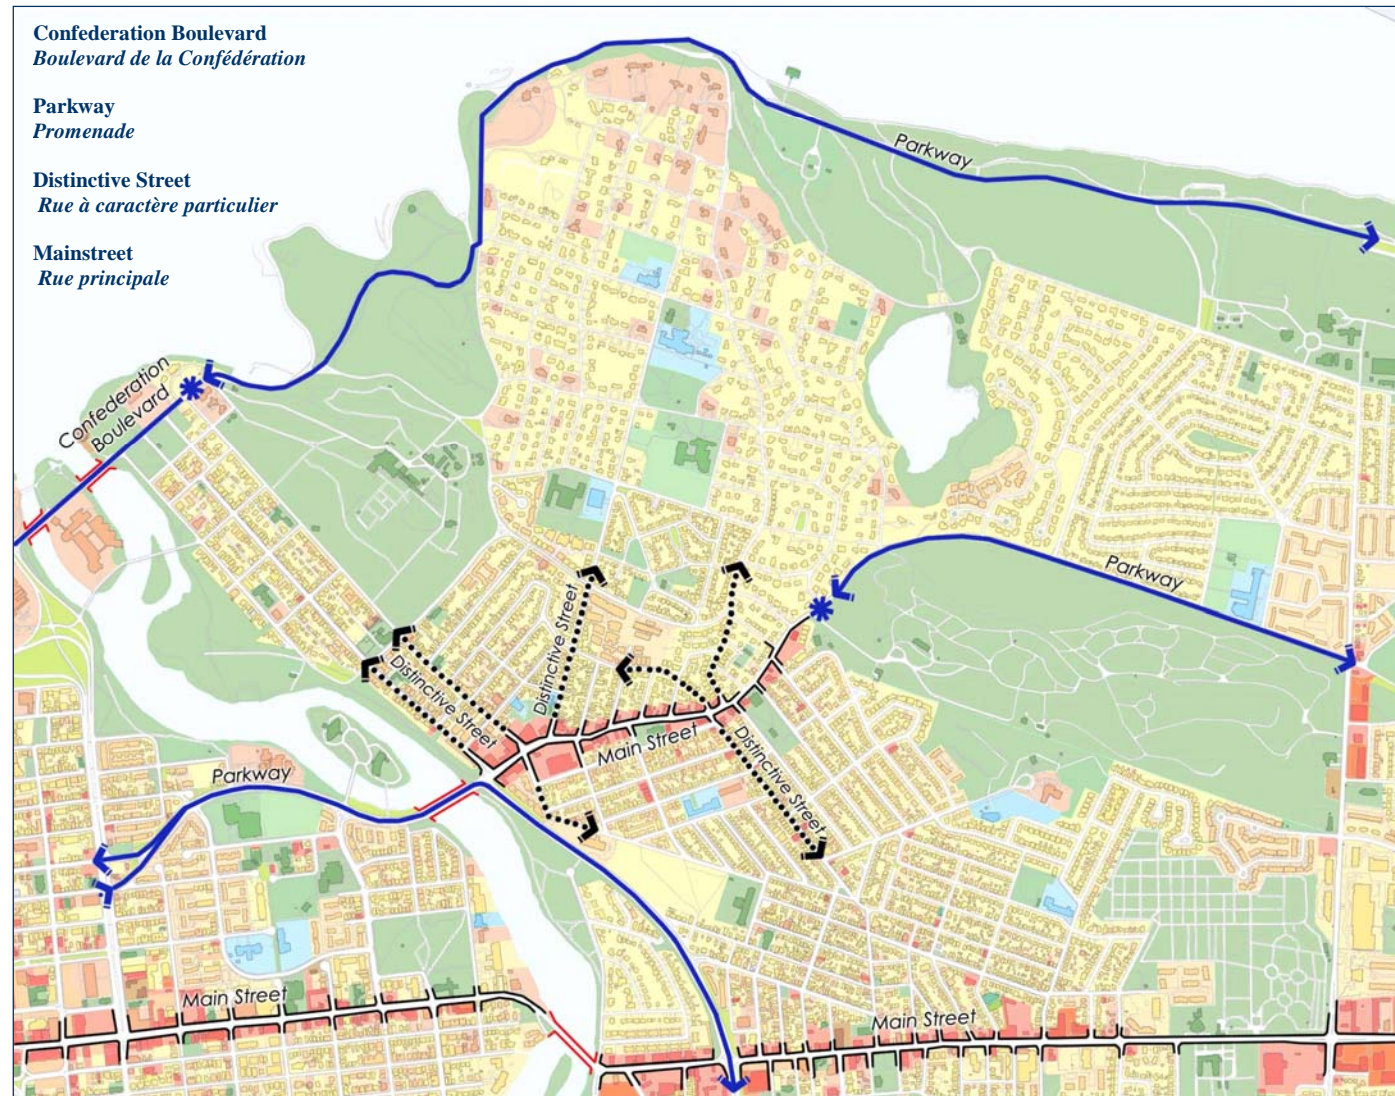 Confederation Boulevard
Boulevard de la Confédération
Parkway
Promenade
Distinctive Street
Rue à caractère particulier
Mainstreet
Rue principale
Parkway
Confederation
Boulevard
Parkway
Distinctive Street
Distinctive Street
Main Street
Distinctive Street
Parkway
Main Street
Main Street